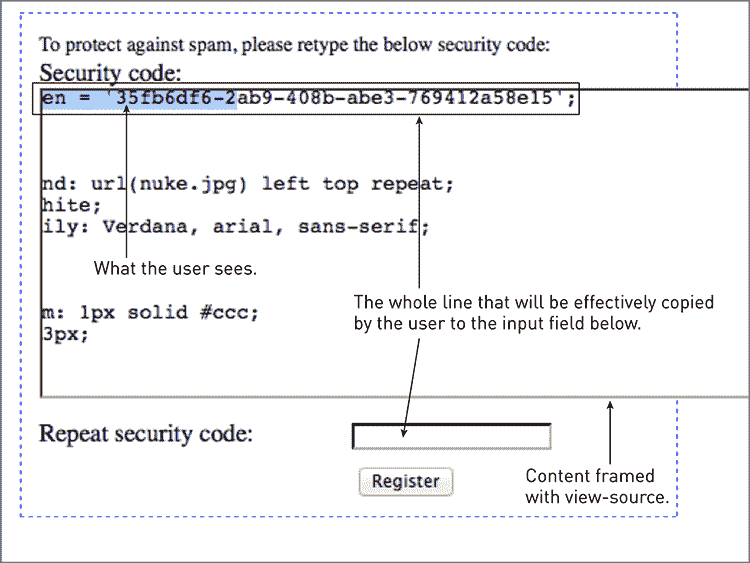 To protect against spam, please retype the below security code:
Security code:
en = '35fb6df6-2ab9-408b-abe3-769412a58e15';
nd: url(nuke.jpg) left top repeat;
hite;
ily: Verdana, arial, sans-serif;
What the user sees.
The whole line that will be effectively copied
by the user to the input field below.
m: 1px solid #ccc;
3px;
Repeat security code:
Register
Content framed
with view-source.